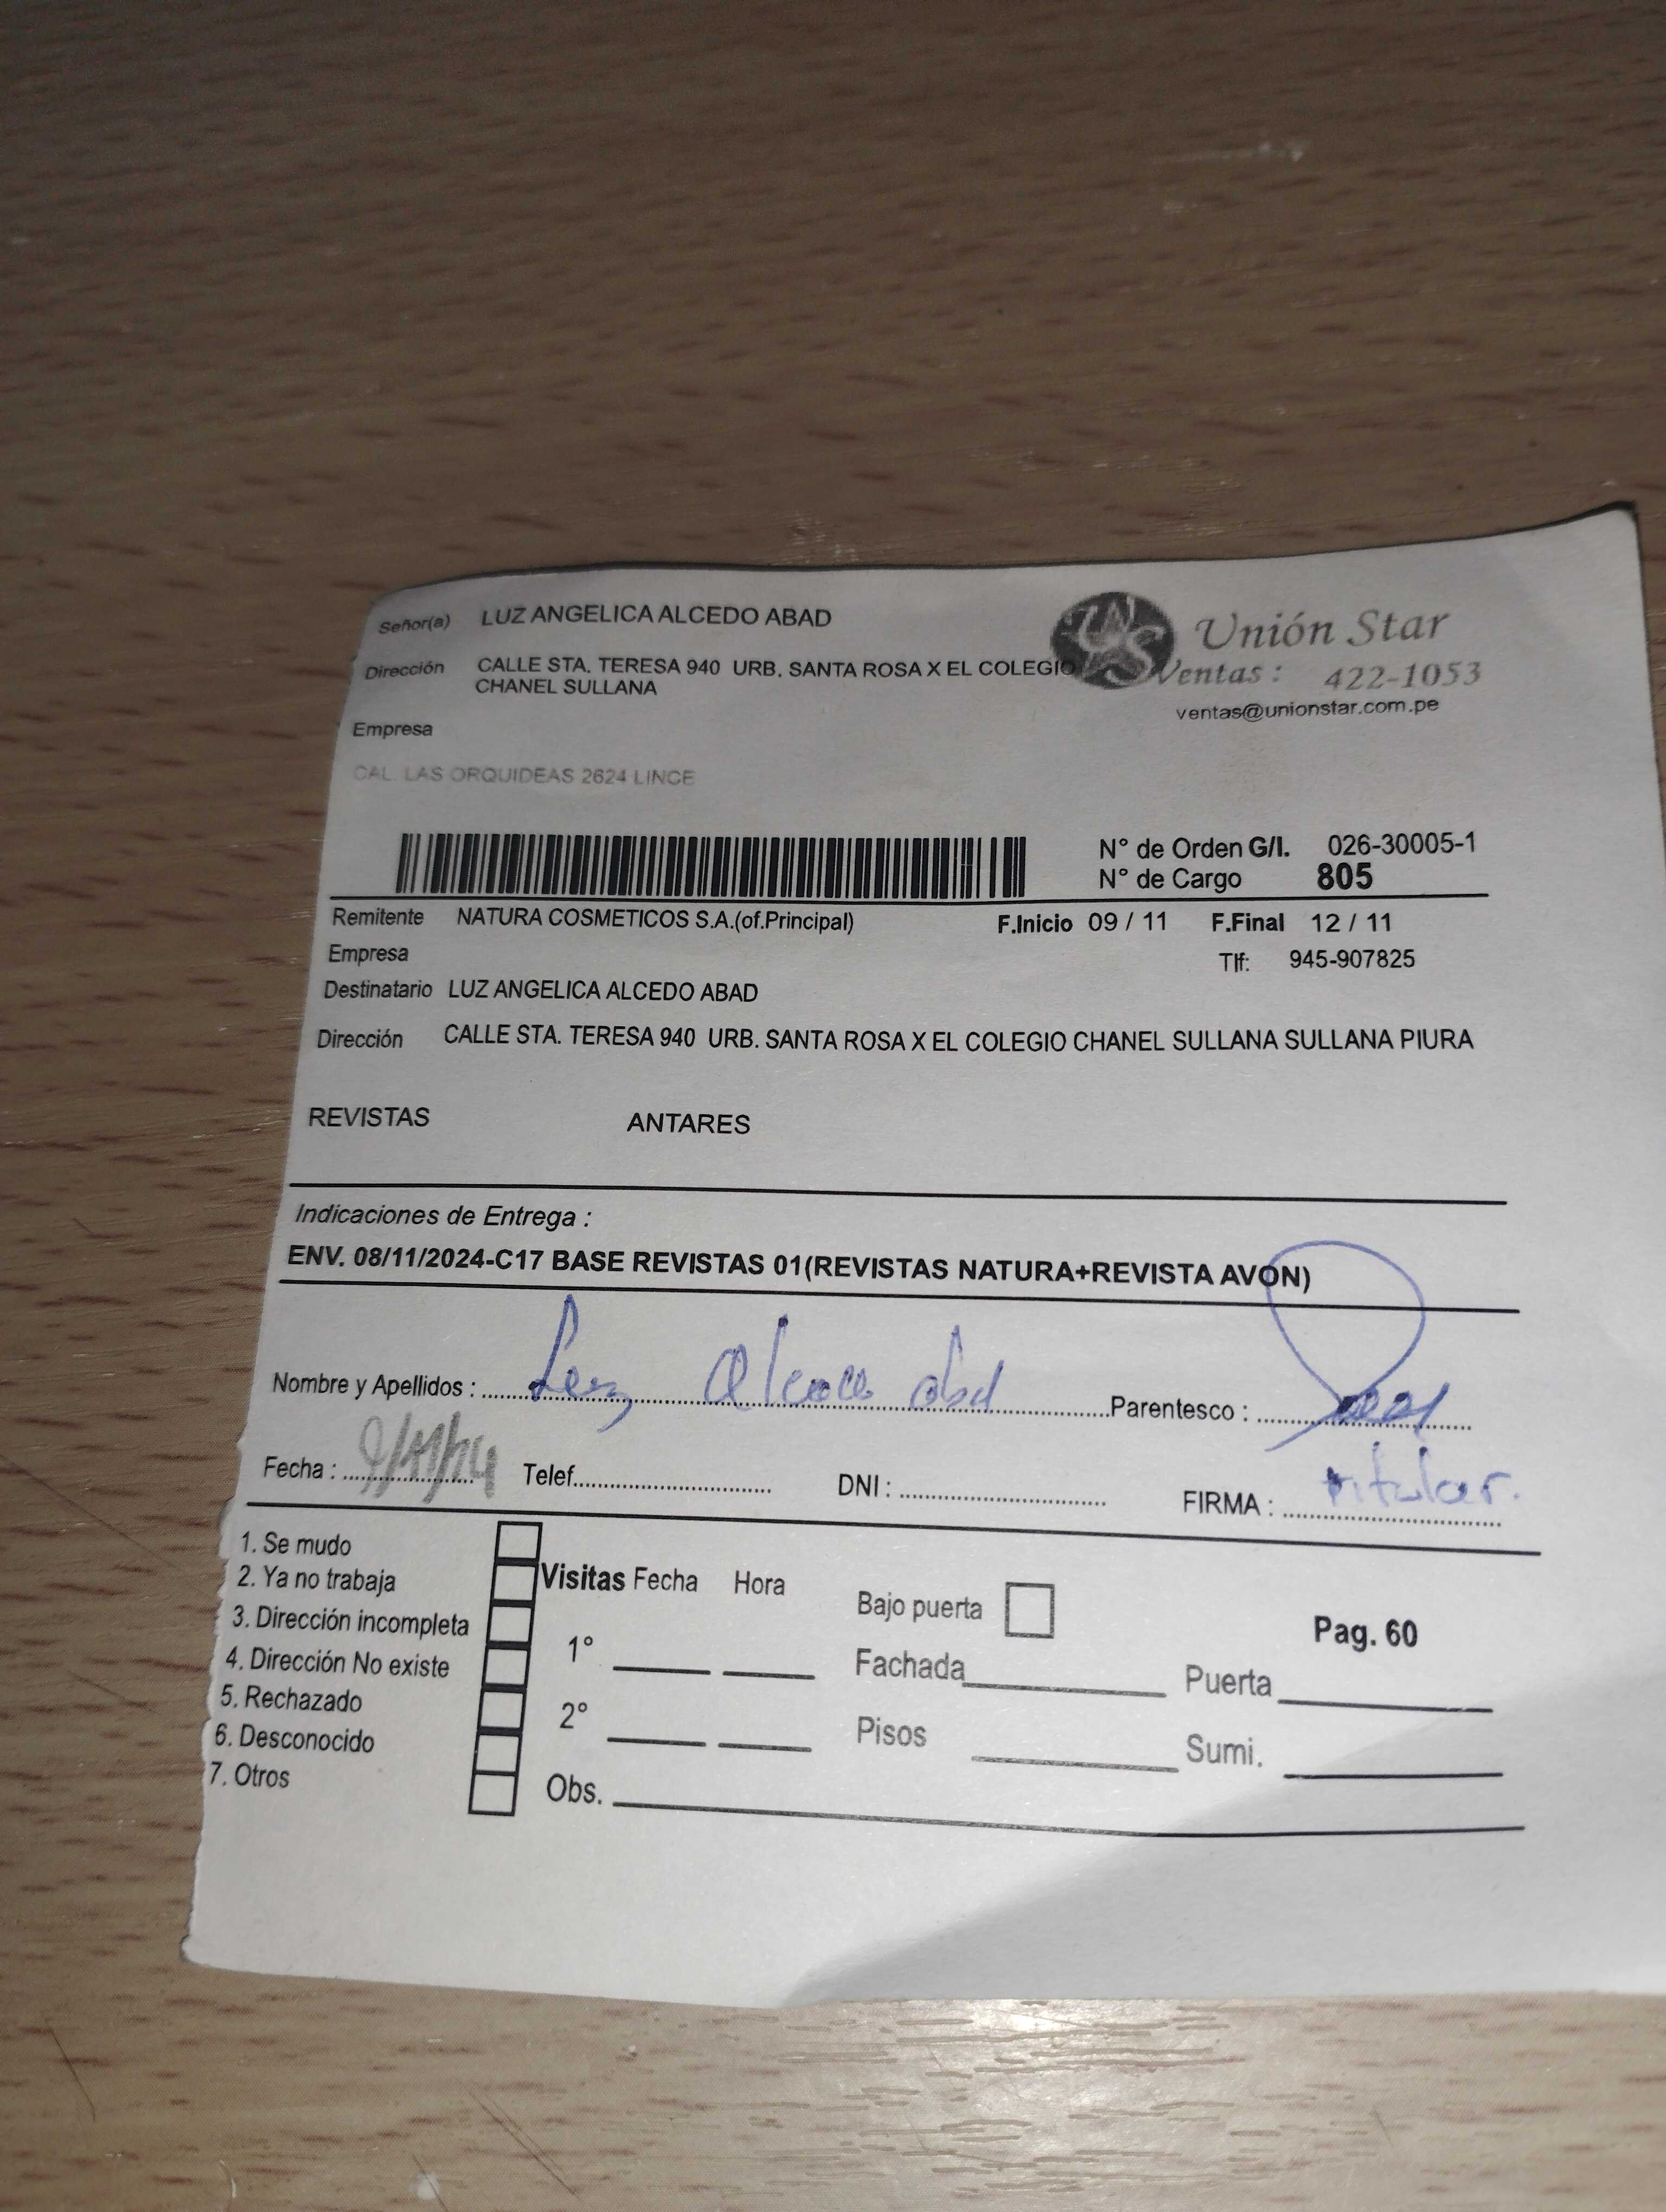 Señor(a) LUZ ANGELICA ALCEDO ABAD
Dirección CALLE STA. TERESA 940 URB. SANTA ROSA X EL COLEGIO
CHANEL SULLANA
Unión Star
Ventas : 422-1053
ventas@unionstar.com.pe
Empresa
CAL. LAS ORQUIDEAS 2624 LINCE
N° de Orden G/I. 026-30005-1
N° de Cargo 805
Remitente NATURA COSMETICOS S.A.(of.Principal) F.Inicio 09 / 11 F.Final 12 / 11
Empresa Tlf: 945-907825
Destinatario LUZ ANGELICA ALCEDO ABAD
Dirección CALLE STA. TERESA 940 URB. SANTA ROSA X EL COLEGIO CHANEL SULLANA SULLANA PIURA
REVISTAS ANTARES
Indicaciones de Entrega :
ENV. 08/11/2024-C17 BASE REVISTAS 01(REVISTAS NATURA+REVISTA AVON)
Nombre y Apellidos : Luz Parentesco :
Fecha : 9/11/24 Telef. DNI : FIRMA : titular.
1. Se mudo
2. Ya no trabaja
3. Dirección incompleta
4. Dirección No existe
5. Rechazado
6. Desconocido
7. Otros
Visitas Fecha Hora
1°
2°
Obs.
Bajo puerta
Fachada
Pisos
Pag. 60
Puerta
Sumi.